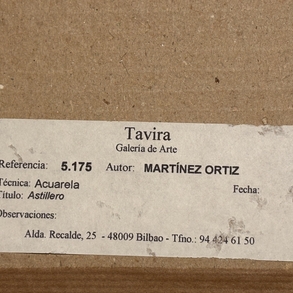 Tavira
Galería de Arte
Referencia: 5.175 Autor: MARTÍNEZ ORTIZ
Técnica: Acuarela Fecha:
Título: Astillero
Observaciones:
Alda. Recalde, 25 - 48009 Bilbao - Tfno.: 94 424 61 50